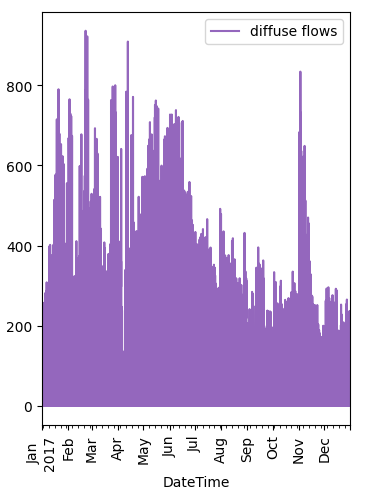 diffuse flows
800
600
400
200
0
Jan
2017
Feb
Mar
Apr
May
Jun
Jul
Aug
Sep
Oct
Nov
Dec
DateTime